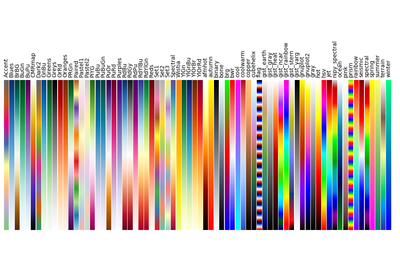 Accent
Blues
BrBG
BuGn
BuPu
CMRmap
Dark2
GnBu
Greens
Greys
OrRd
Oranges
PRGn
Paired
Pastel1
Pastel2
PiYG
PuBu
PuBuGn
PuOr
PuRd
Purples
RdBu
RdGy
RdPu
RdYlBu
RdYlGn
Reds
Set1
Set2
Set3
Spectral
Wistia
YlGn
YlGnBu
YlOrBr
YlOrRd
afmhot
autumn
binary
bone
brg
bwr
cool
coolwarm
copper
cubehelix
flag
gist_earth
gist_gray
gist_heat
gist_ncar
gist_rainbow
gist_stern
gist_yarg
gnuplot
gnuplot2
gray
hot
hsv
jet
nipy_spectral
ocean
pink
prism
rainbow
seismic
spectral
spring
summer
terrain
winter